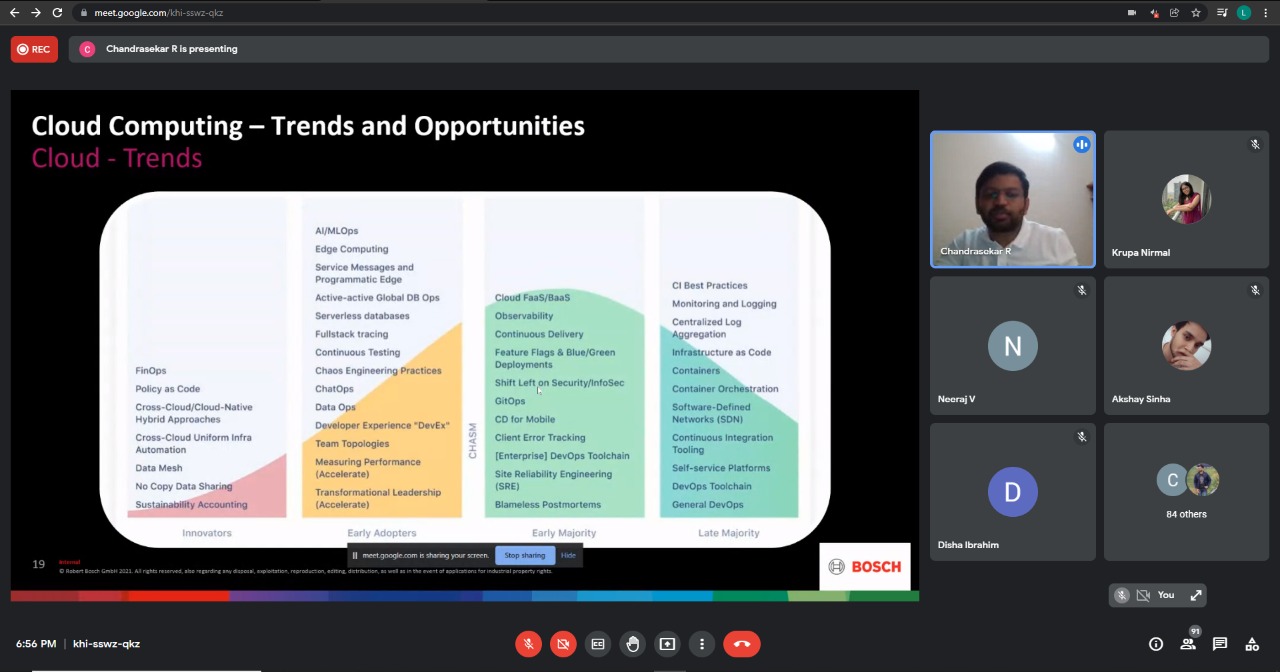 meet.google.com/khi-sswz-qkz
L
REC
C
Chandrasekar R is presenting
Cloud Computing – Trends and Opportunities
Cloud - Trends
FinOps
Policy as Code
Cross-Cloud/Cloud-Native
Hybrid Approaches
Cross-Cloud Uniform Infra
Automation
Data Mesh
No Copy Data Sharing
Sustainability Accounting
Innovators
AI/MLOps
Edge Computing
Service Messages and
Programmatic Edge
Active-active Global DB Ops
Serverless databases
Fullstack tracing
Continuous Testing
Chaos Engineering Practices
ChatOps
Data Ops
Developer Experience "DevEx"
Team Topologies
Measuring Performance
(Accelerate)
Transformational Leadership
(Accelerate)
Early Adopters
CHASM
Cloud FaaS/BaaS
Observability
Continuous Delivery
Feature Flags & Blue/Green
Deployments
Shift Left on Security/InfoSec
GitOps
CD for Mobile
Client Error Tracking
[Enterprise] DevOps Toolchain
Site Reliability Engineering
(SRE)
Blameless Postmortems
Early Majority
CI Best Practices
Monitoring and Logging
Centralized Log
Aggregation
Infrastructure as Code
Containers
Container Orchestration
Software-Defined
Networks (SDN)
Continuous Integration
Tooling
Self-service Platforms
DevOps Toolchain
General DevOps
Late Majority
meet.google.com is sharing your screen.
Stop sharing
Hide
19
Internal
© Robert Bosch GmbH 2021. All rights reserved, also regarding any disposal, exploitation, reproduction, editing, distribution, as well as in the event of applications for industrial property rights.
BOSCH
Chandrasekar R
Krupa Nirmal
N
Neeraj V
Akshay Sinha
D
Disha Ibrahim
C
84 others
You
6:56 PM | khi-sswz-qkz
91